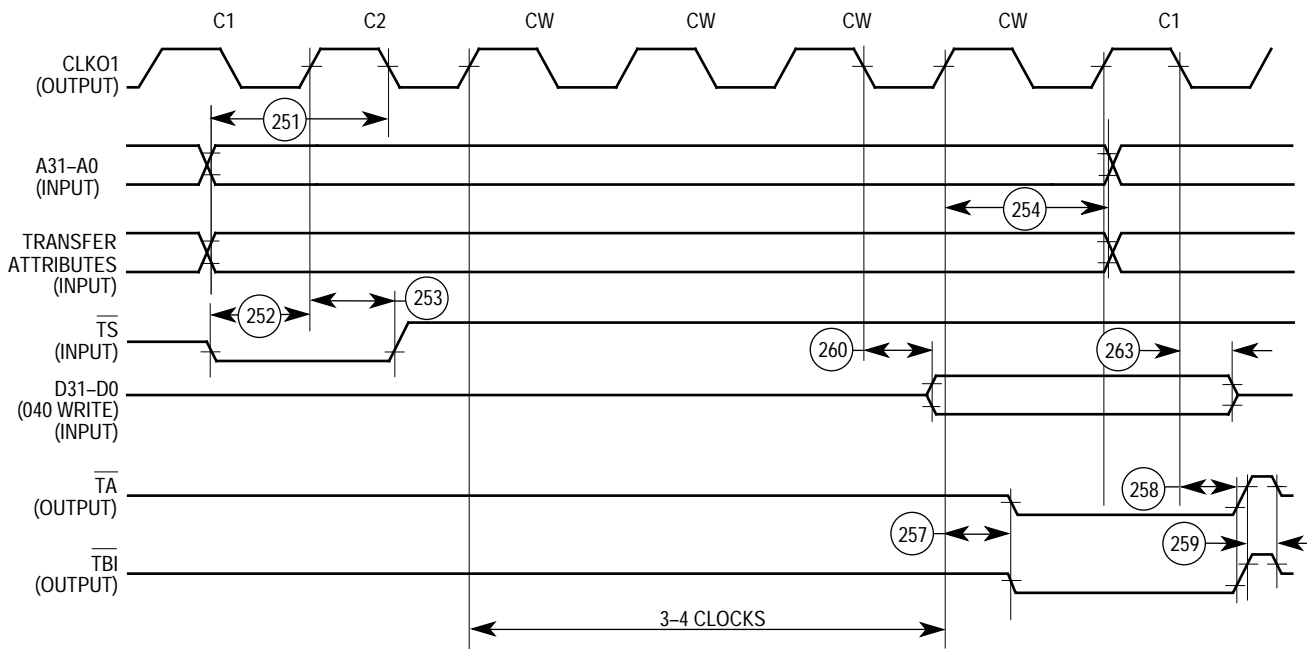 C1 C2 CW CW CW CW C1
CLKO1
(OUTPUT)
251
A31–A0
(INPUT)
254
TRANSFER
ATTRIBUTES
(INPUT)
252
253
TS
(INPUT)
260
263
D31–D0
(040 WRITE)
(INPUT)
TA
(OUTPUT)
258
257
259
TBI
(OUTPUT)
3–4 CLOCKS